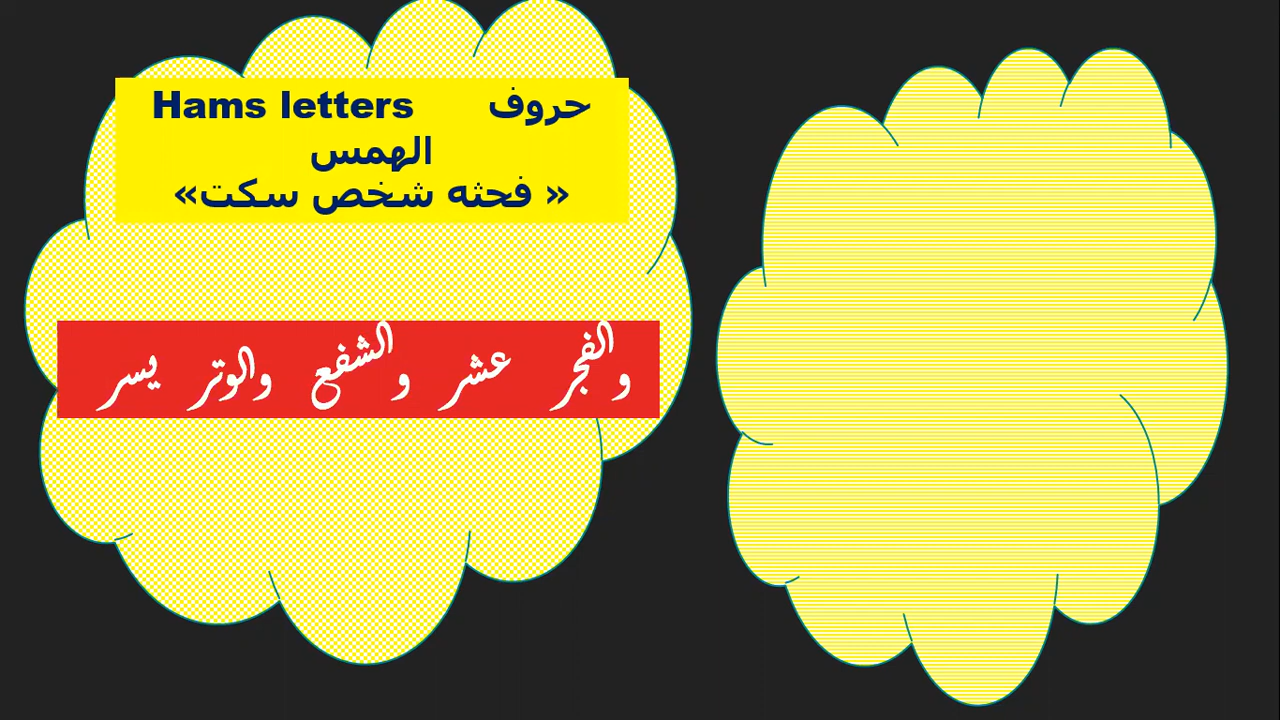 حروف Hams letters
الهمس
« فحثه شخص سكت»
والفجر عشر والشفع والوتر يسر